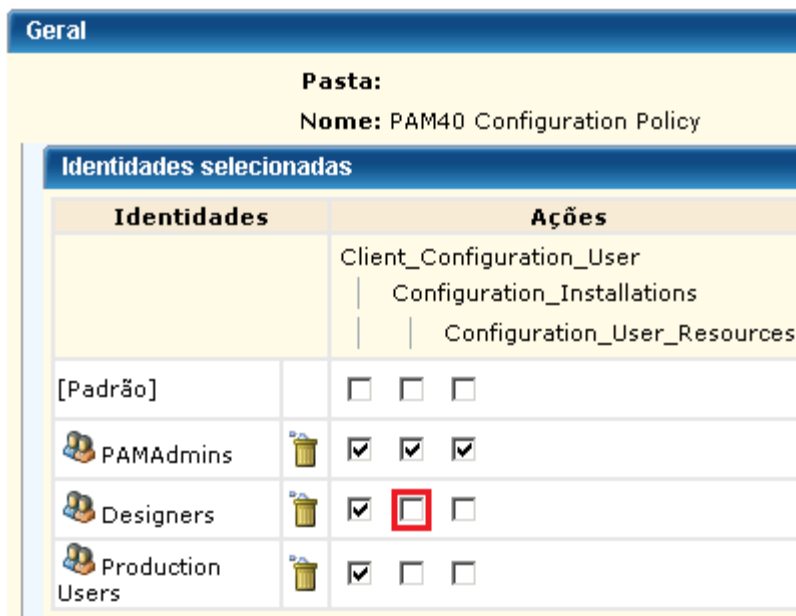 Geral
Pasta:
Nome: PAM40 Configuration Policy
Identidades selecionadas
Identidades Ações
Client_Configuration_User
Configuration_Installations
Configuration_User_Resources
[Padrão]
PAMAdmins
Designers
Production
Users